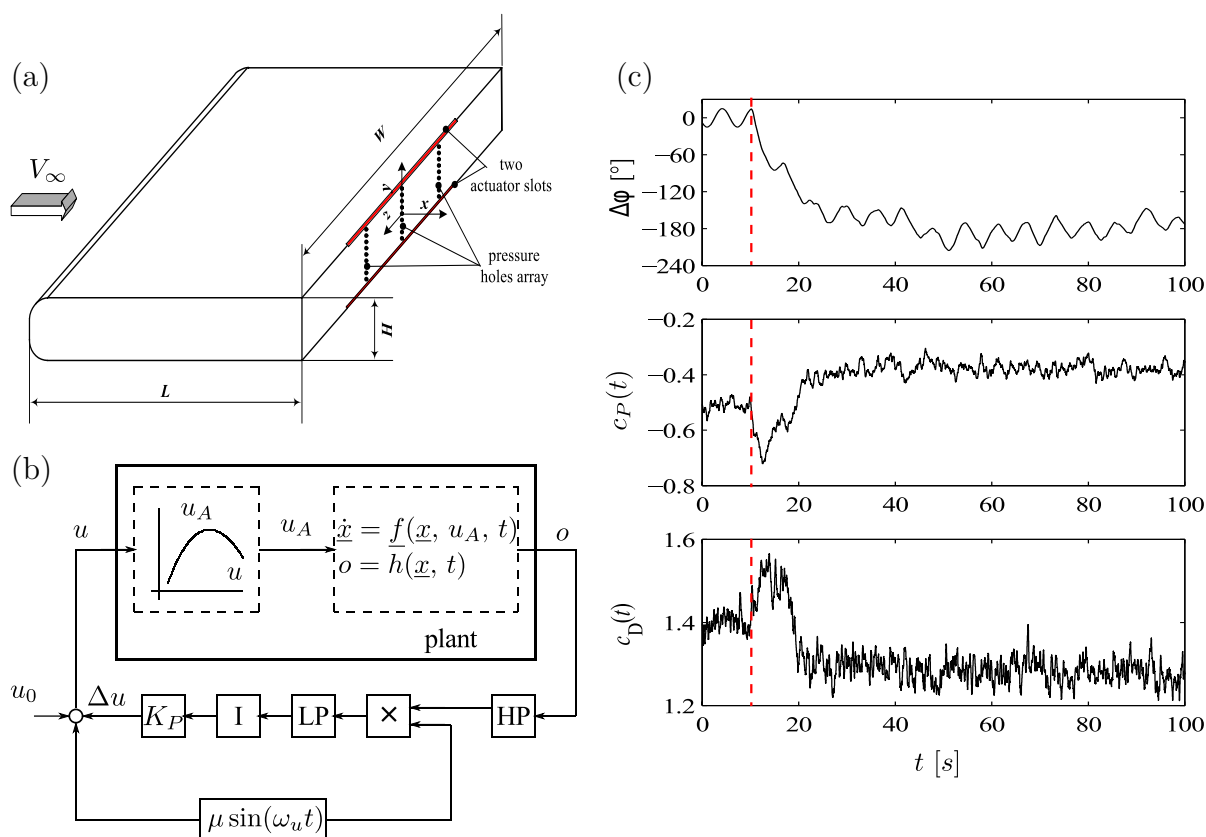 (a)
V∞
W
y
x
z
two
actuator slots
pressure
holes array
H
L
(b)
u
u_A
u
u_A
ẋ = f(x, u_A, t)
o = h(x, t)
o
plant
u_0
Δu
K_P
I
LP
×
HP
μ sin(ω_u t)
(c)
Δφ [°]
0
−60
−120
−180
−240
0 20 40 60 80 100
c_P(t)
−0.2
−0.4
−0.6
−0.8
0 20 40 60 80 100
c_D(t)
1.6
1.4
1.2
0 20 40 60 80 100
t [s]